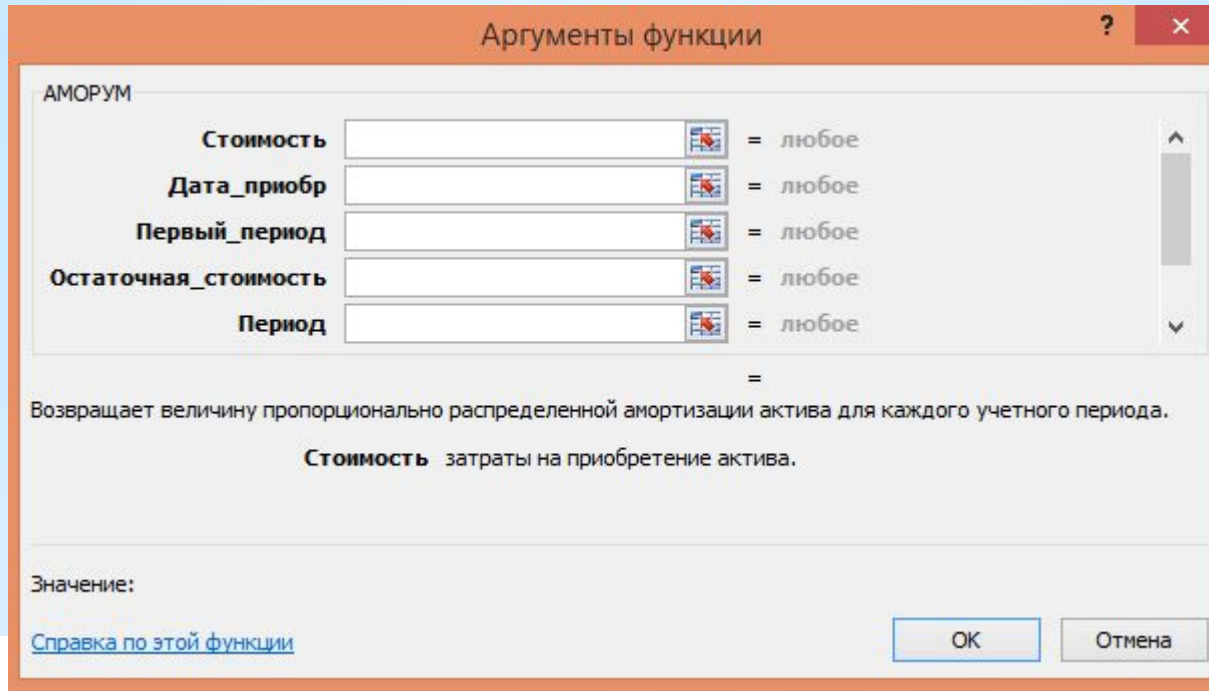 Аргументы функции ? ×
АМОРУМ
Стоимость = любое
Дата_приобр = любое
Первый_период = любое
Остаточная_стоимость = любое
Период = любое
=
Возвращает величину пропорционально распределенной амортизации актива для каждого учетного периода.
Стоимость затраты на приобретение актива.
Значение:
Справка по этой функции
ОК Отмена